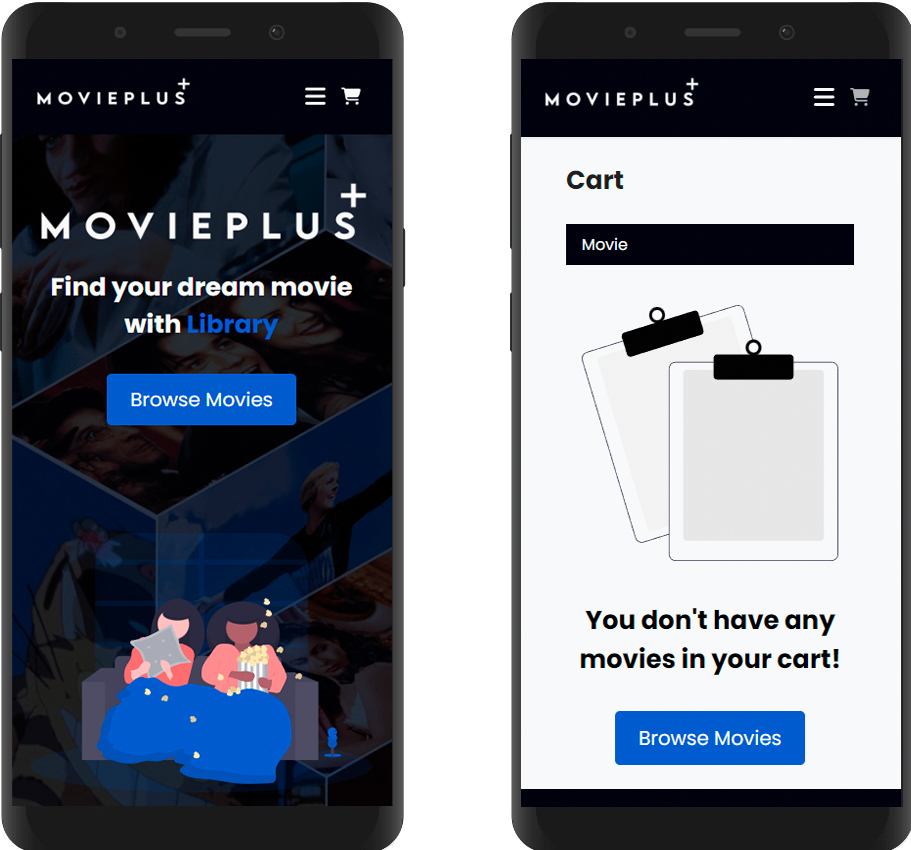 MOVIEPLUS+
MOVIEPLUS+
Find your dream movie
with Library
Browse Movies
MOVIEPLUS+
Cart
Movie
You don't have any
movies in your cart!
Browse Movies